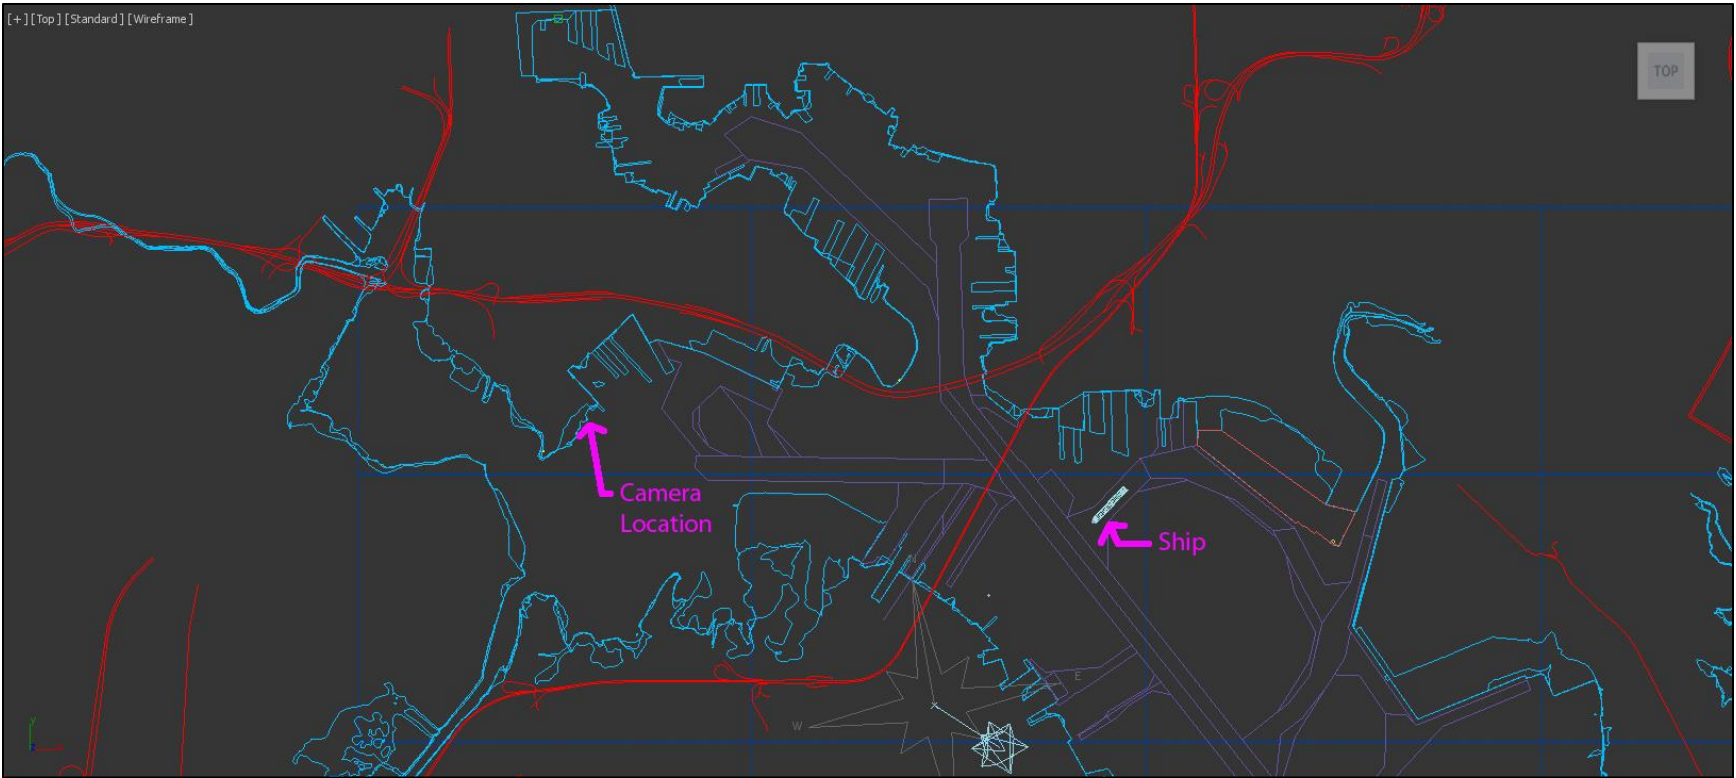 [+] [Top] [Standard] [Wireframe]
TOP
Camera
Location
Ship
N
E
W
y